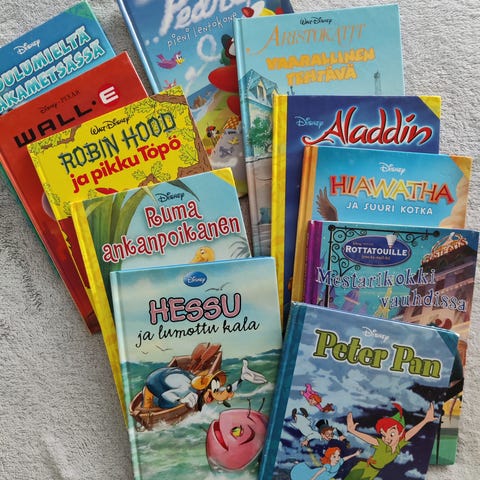 Disney
OULUMIELTÄ
AKAMETSÄSSÄ
Disney · PIXAR
WALL·E
Walt Disney
ROBIN HOOD
ja pikku Töpö
Disney
Ruma
ankanpoikanen
Disney
HESSU
ja lumottu kala
Pedro
pieni lentokone
Walt Disney
ARISTOKATIT
VAARALLINEN
TEHTÄVÄ
Disney
Aladdin
Disney
HIAWATHA
JA SUURI KOTKA
ROTTATOUILLE
Mestarikokki
vauhdissa
Disney
Peter Pan